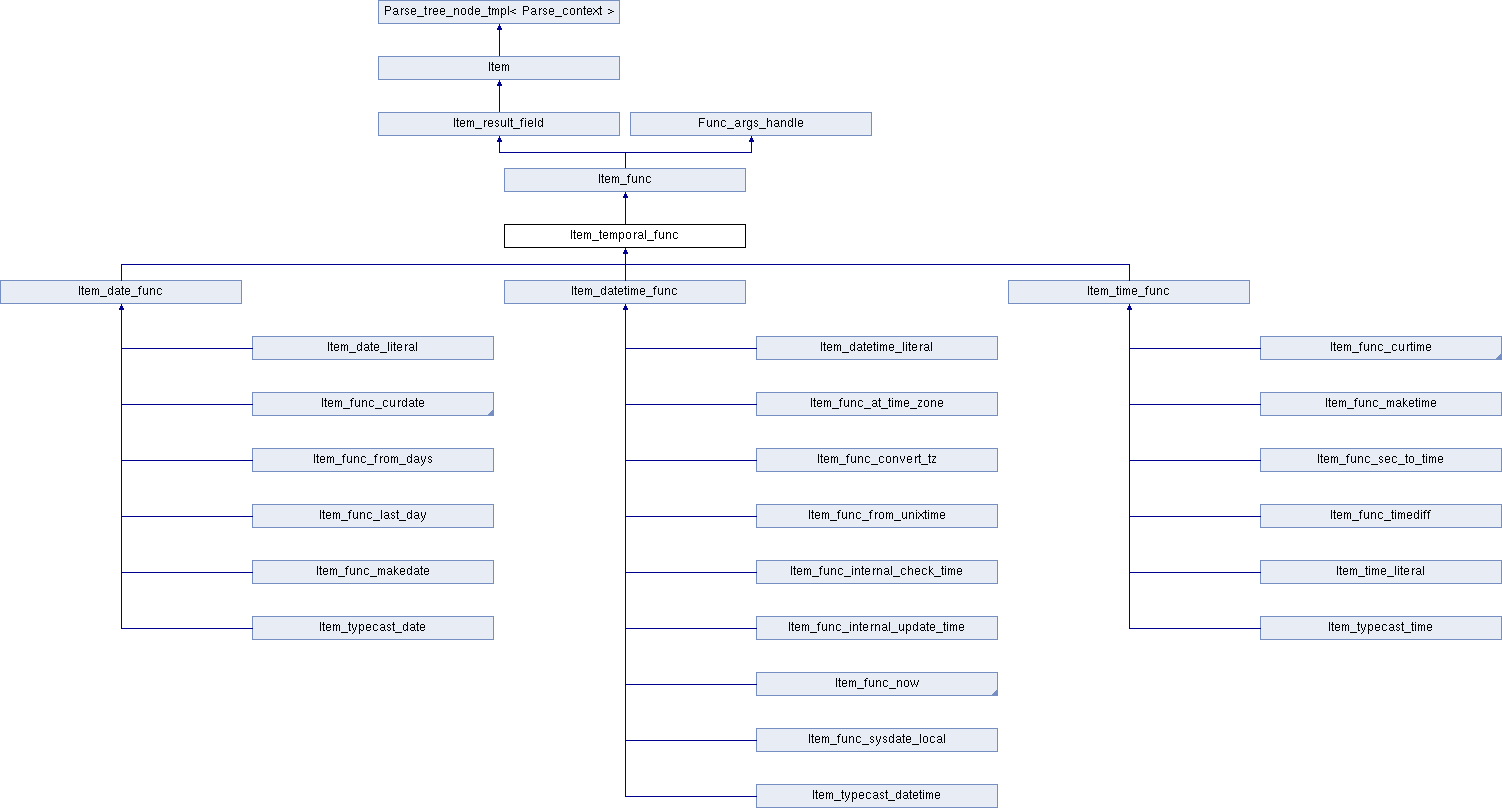 Parse_tree_node_tmpl< Parse_context >
Item
Item_result_field
Func_args_handle
Item_func
Item_temporal_func
Item_date_func
Item_datetime_func
Item_time_func
Item_date_literal
Item_datetime_literal
Item_func_curtime
Item_func_curdate
Item_func_at_time_zone
Item_func_maketime
Item_func_from_days
Item_func_convert_tz
Item_func_sec_to_time
Item_func_last_day
Item_func_from_unixtime
Item_func_timediff
Item_func_makedate
Item_func_internal_check_time
Item_time_literal
Item_typecast_date
Item_func_internal_update_time
Item_typecast_time
Item_func_now
Item_func_sysdate_local
Item_typecast_datetime